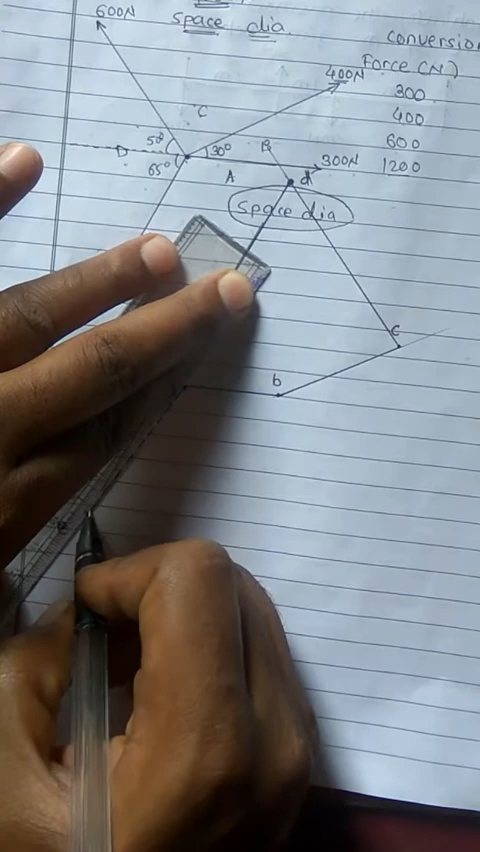 600N
Space dia.
conversion
Force (N)
400N
300
400
600
1200
C
B
50°
D
30°
65°
A
300N
d
Space dia
c
b